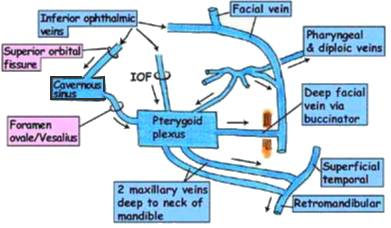 Inferior ophthalmic
veins
Facial vein
Superior orbital
fissure
Pharyngeal
& diploic veins
IOF
Cavernous
sinus
Deep facial
vein via
buccinator
Foramen
ovale/Vesalius
Pterygoid
plexus
Superficial
temporal
2 maxillary veins
deep to neck of
mandible
Retromandibular